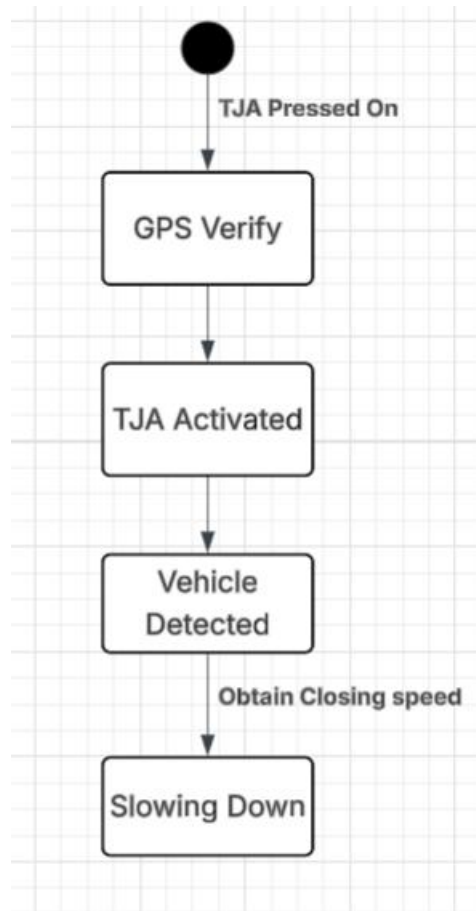 TJA Pressed On
GPS Verify
TJA Activated
Vehicle
Detected
Obtain Closing speed
Slowing Down